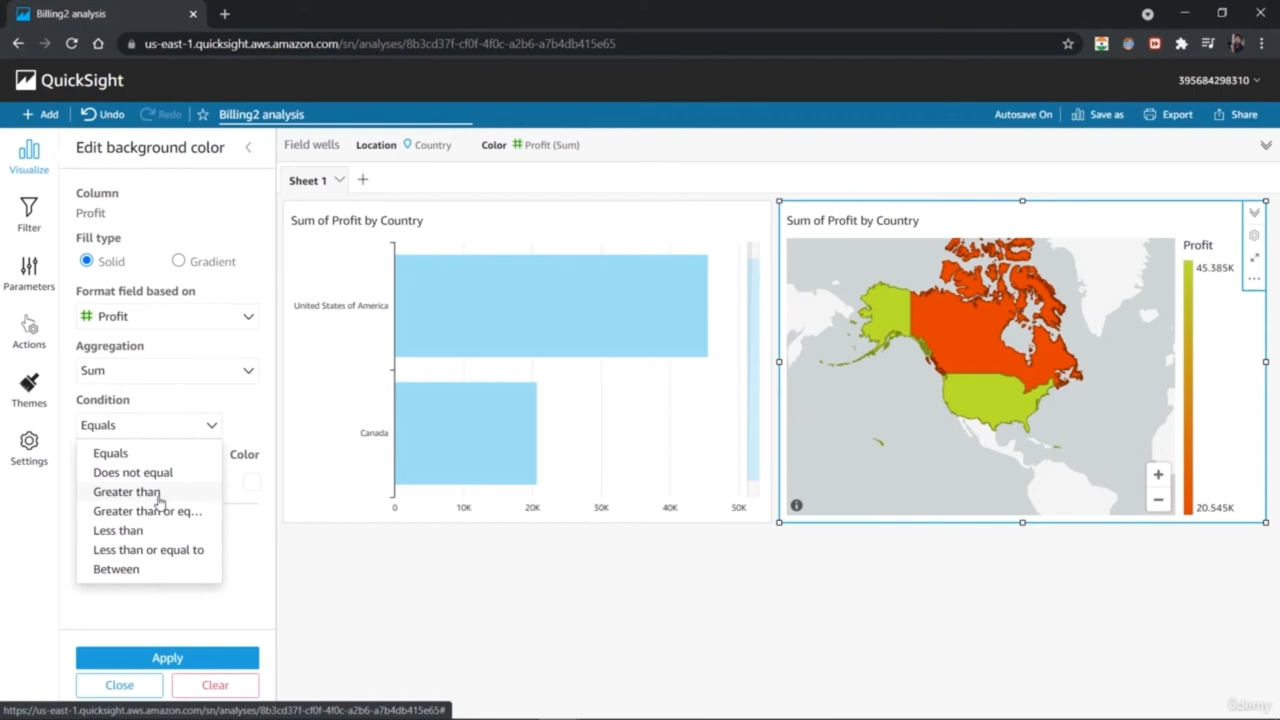 Billing2 analysis
us-east-1.quicksight.aws.amazon.com/sn/analyses/8b3cd37f-cf0f-4f0c-a2b6-a7b4db415e65
QuickSight
395684298310
Add
Undo
Redo
Billing2 analysis
Autosave On
Save as
Export
Share
Visualize
Filter
Parameters
Actions
Themes
Settings
Edit background color
Column
Profit
Fill type
Solid
Gradient
Format field based on
Profit
Aggregation
Sum
Condition
Equals
Equals
Does not equal
Greater than
Greater than or eq...
Less than
Less than or equal to
Between
Color
Apply
Close
Clear
Field wells
Location
Country
Color
Profit (Sum)
Sheet 1
Sum of Profit by Country
United States of America
Canada
0
10K
20K
30K
40K
50K
Sum of Profit by Country
Profit
45.385K
20.545K
https://us-east-1.quicksight.aws.amazon.com/sn/analyses/8b3cd37f-cf0f-4f0c-a2b6-a7b4db415e65#
ûdemy